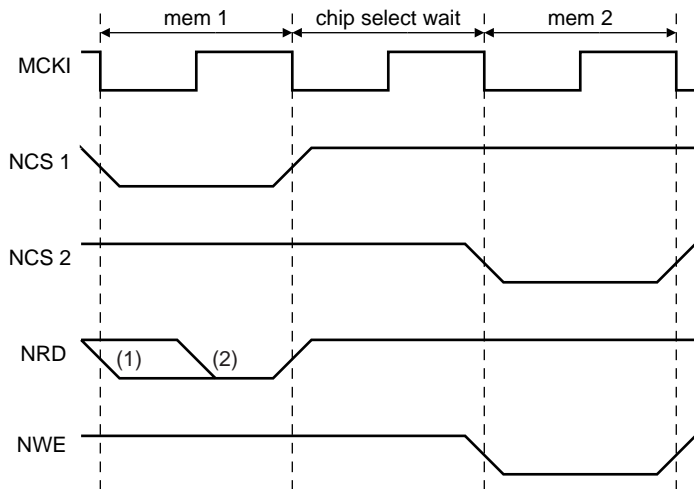 mem 1 chip select wait mem 2
MCKI
NCS 1
NCS 2
NRD (1) (2)
NWE